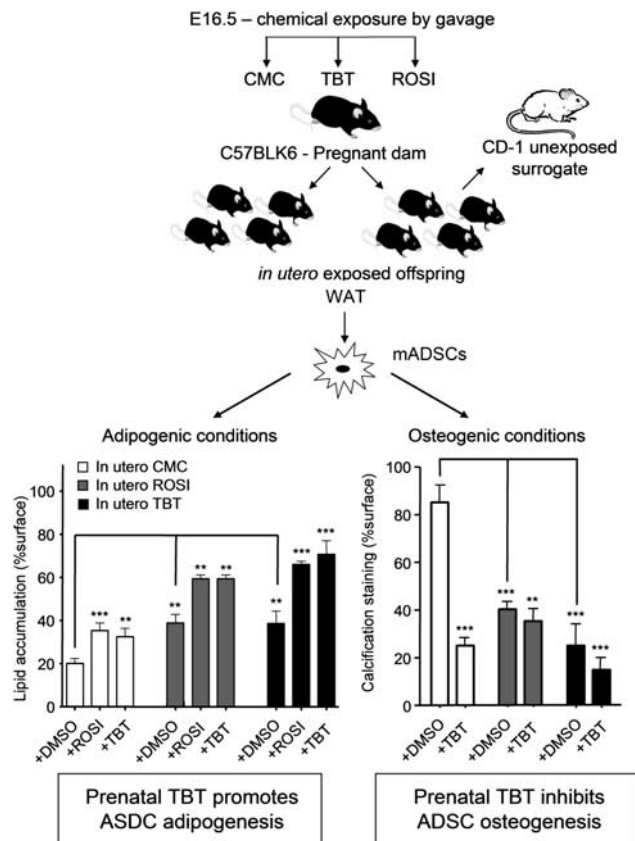 E16.5 – chemical exposure by gavage
CMC TBT ROSI
C57BLK6 - Pregnant dam
CD-1 unexposed
surrogate
in utero exposed offspring
WAT
mADSCs
Adipogenic conditions
In utero CMC
In utero ROSI
In utero TBT
Lipid accumulation (%surface)
100
80
60
40
20
0
*** ** ** ** ** ** *** ***
+DMSO +ROSI +TBT +DMSO +ROSI +TBT +DMSO +ROSI +TBT
Prenatal TBT promotes
ASDC adipogenesis
Osteogenic conditions
Calcification staining (%surface)
100
80
60
40
20
0
*** *** ** *** ***
+DMSO +TBT +DMSO +TBT +DMSO +TBT
Prenatal TBT inhibits
ADSC osteogenesis